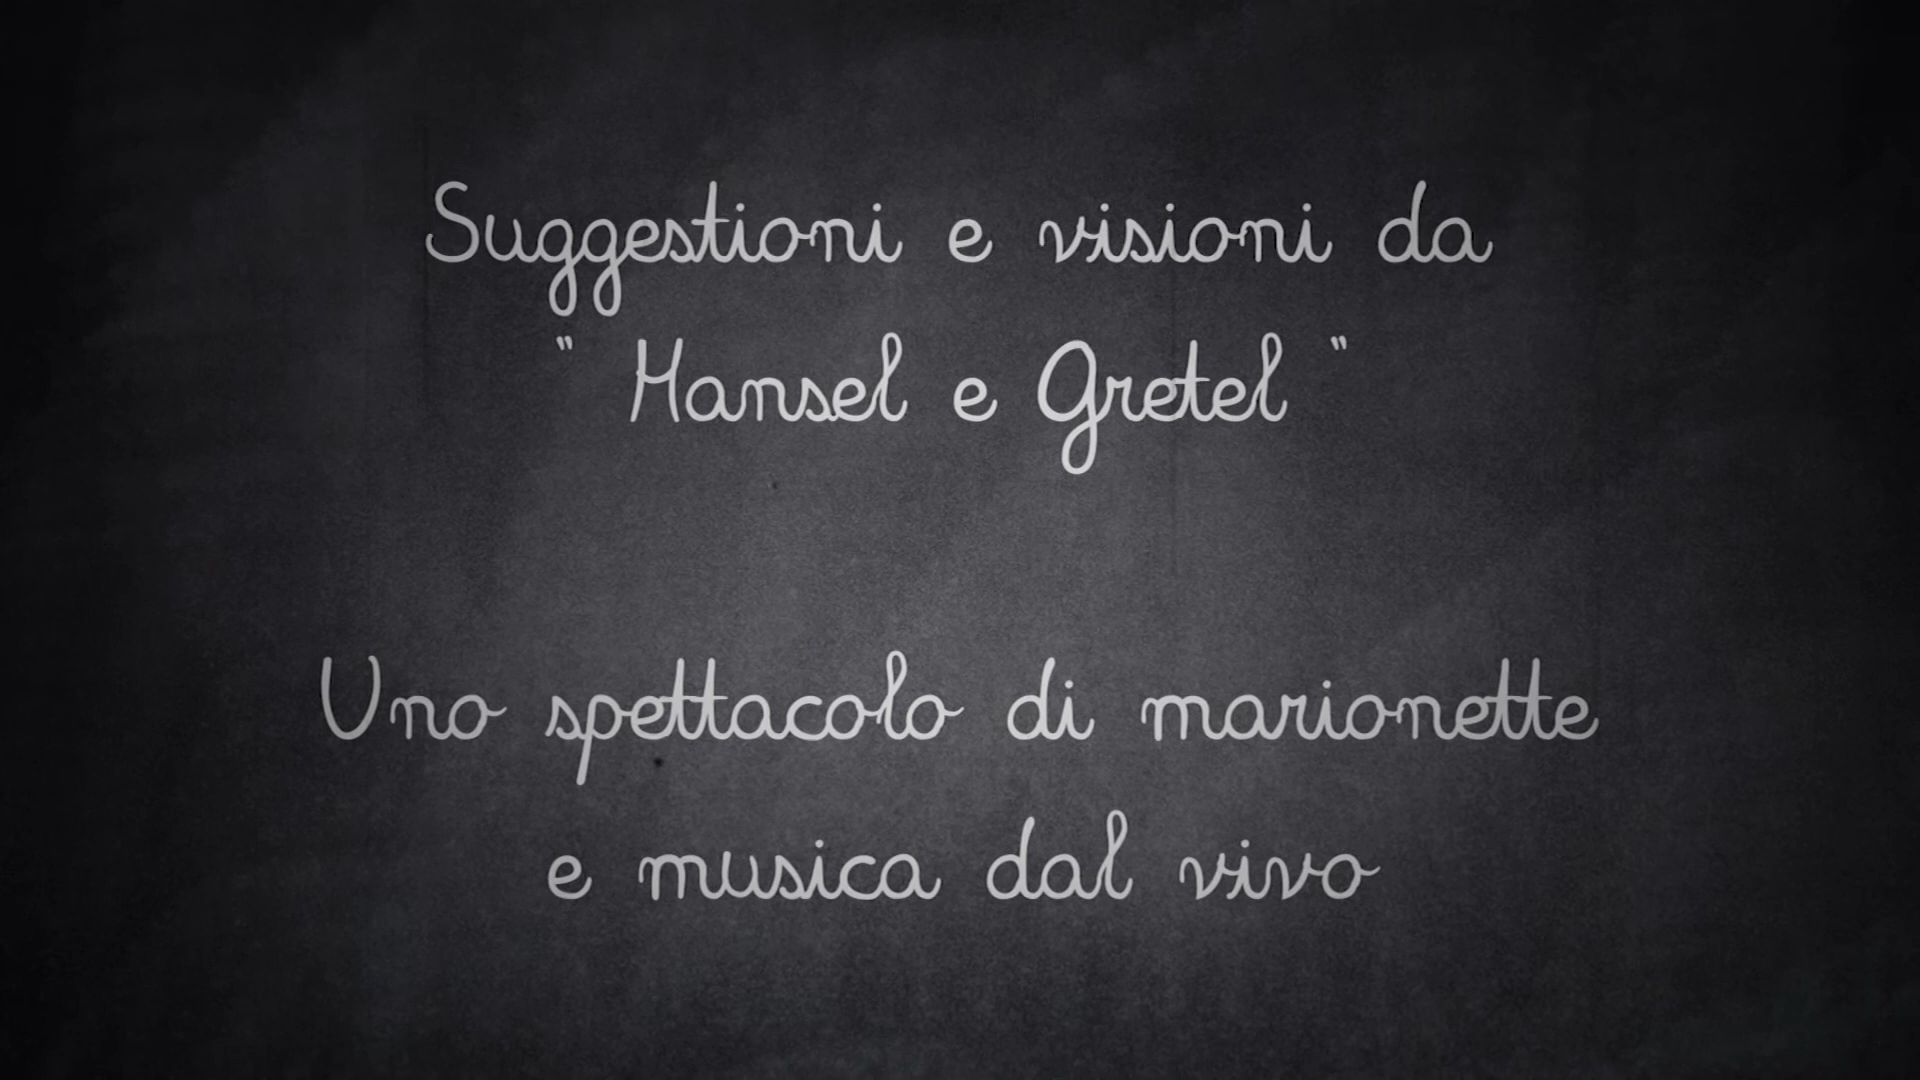 Suggestioni e visioni da
" Hansel e Gretel "
Uno spettacolo di marionette
e musica dal vivo